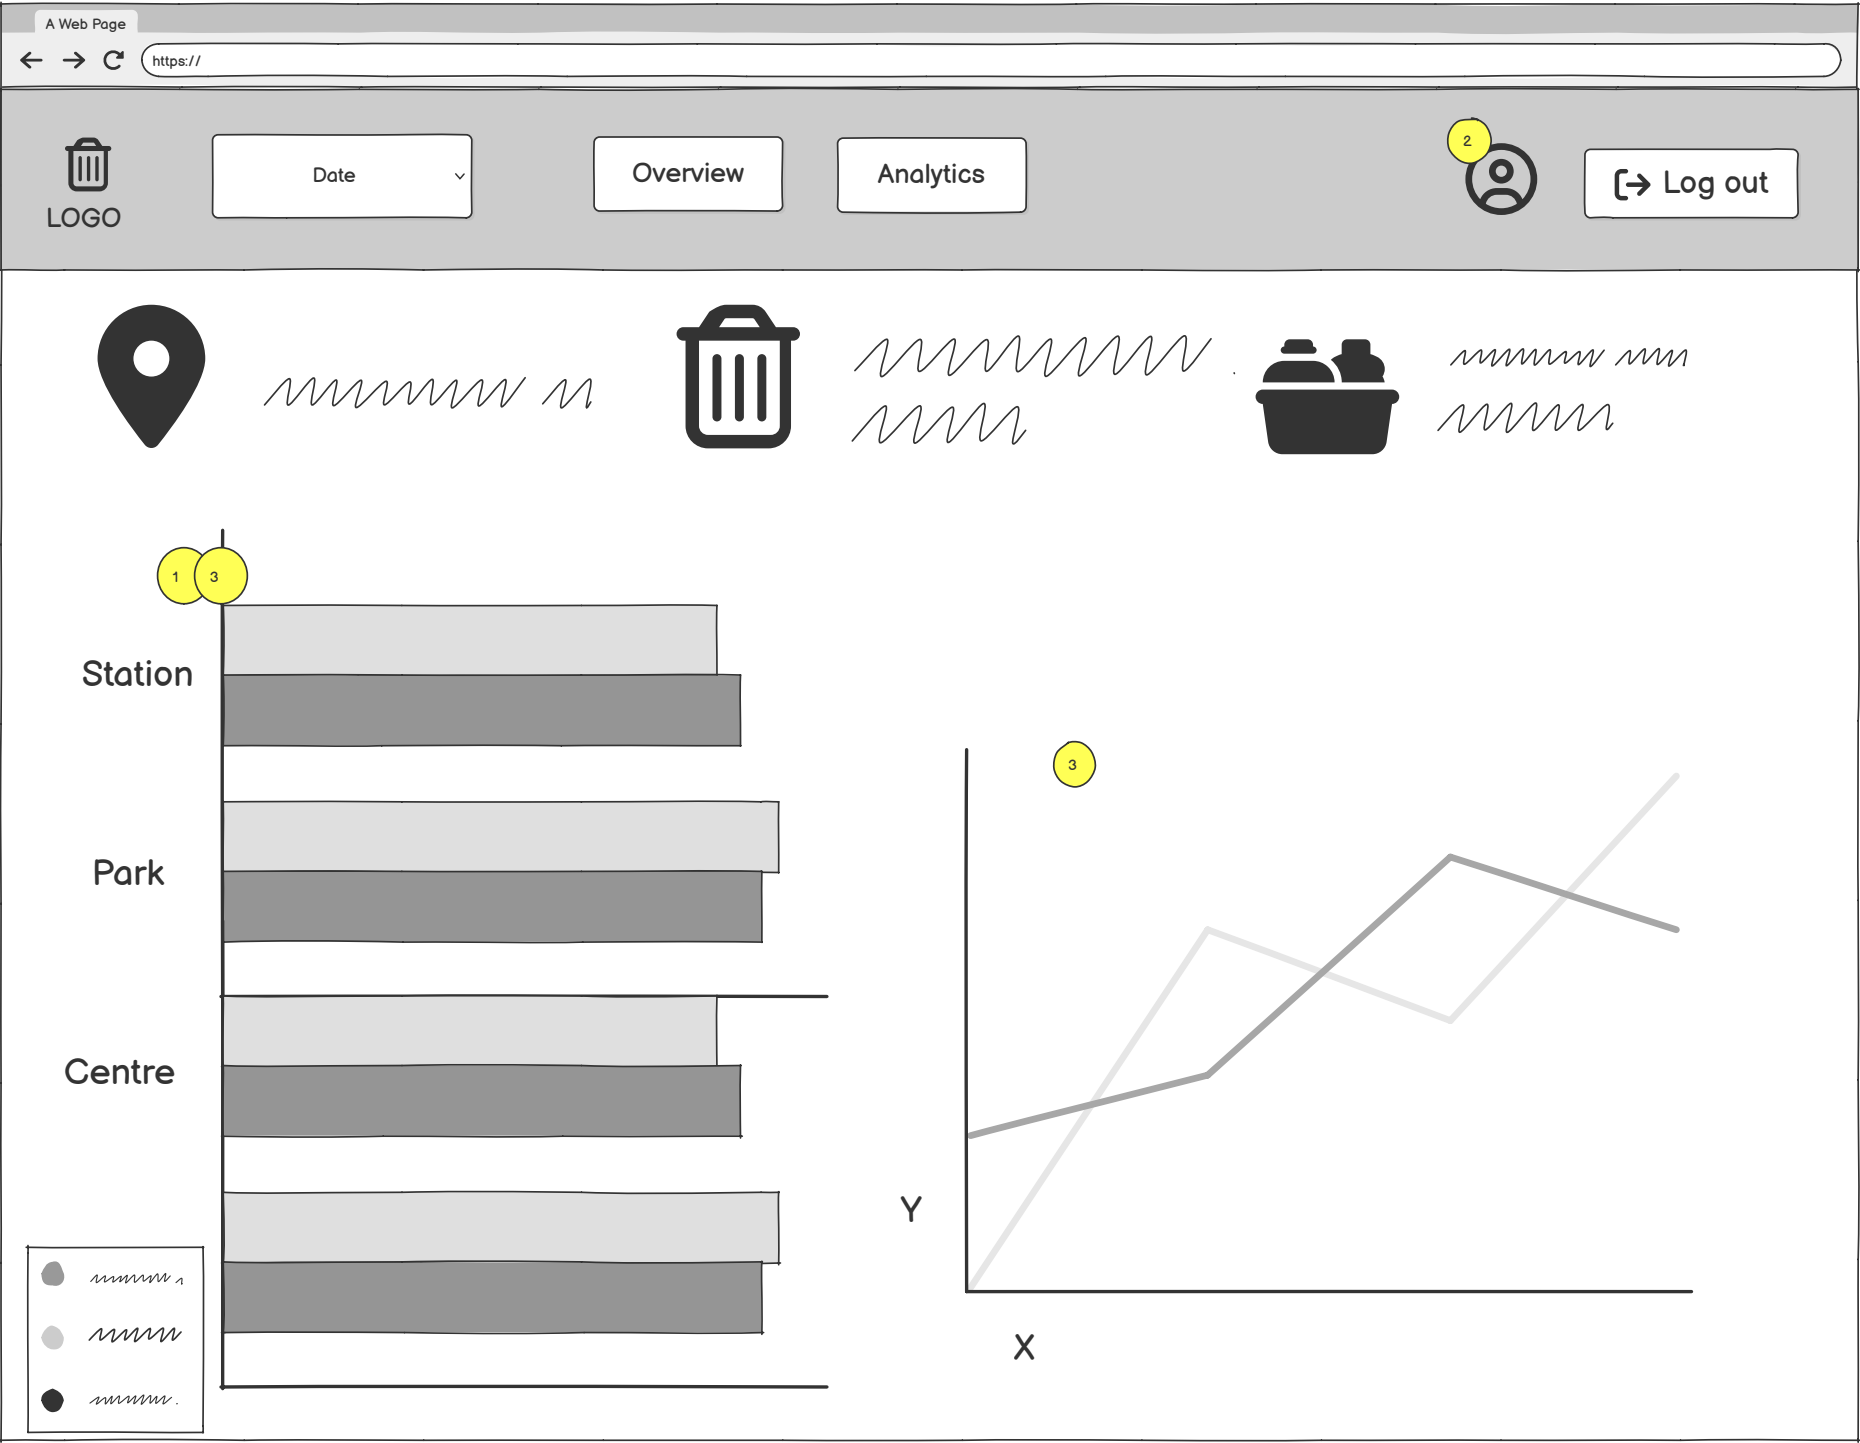 A Web Page
https://
Date
Overview
Analytics
2
Log out
LOGO
1
3
Station
3
Park
Centre
Y
X